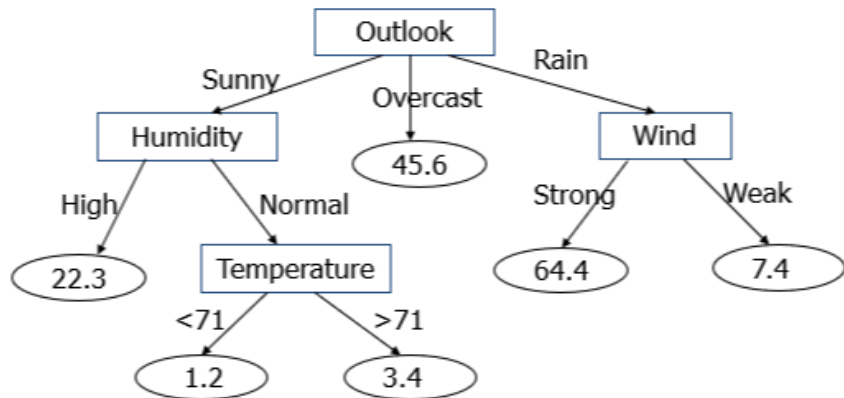 Outlook
Sunny
Overcast
Rain
Humidity
45.6
Wind
High
Normal
Strong
Weak
22.3
Temperature
64.4
7.4
<71
>71
1.2
3.4